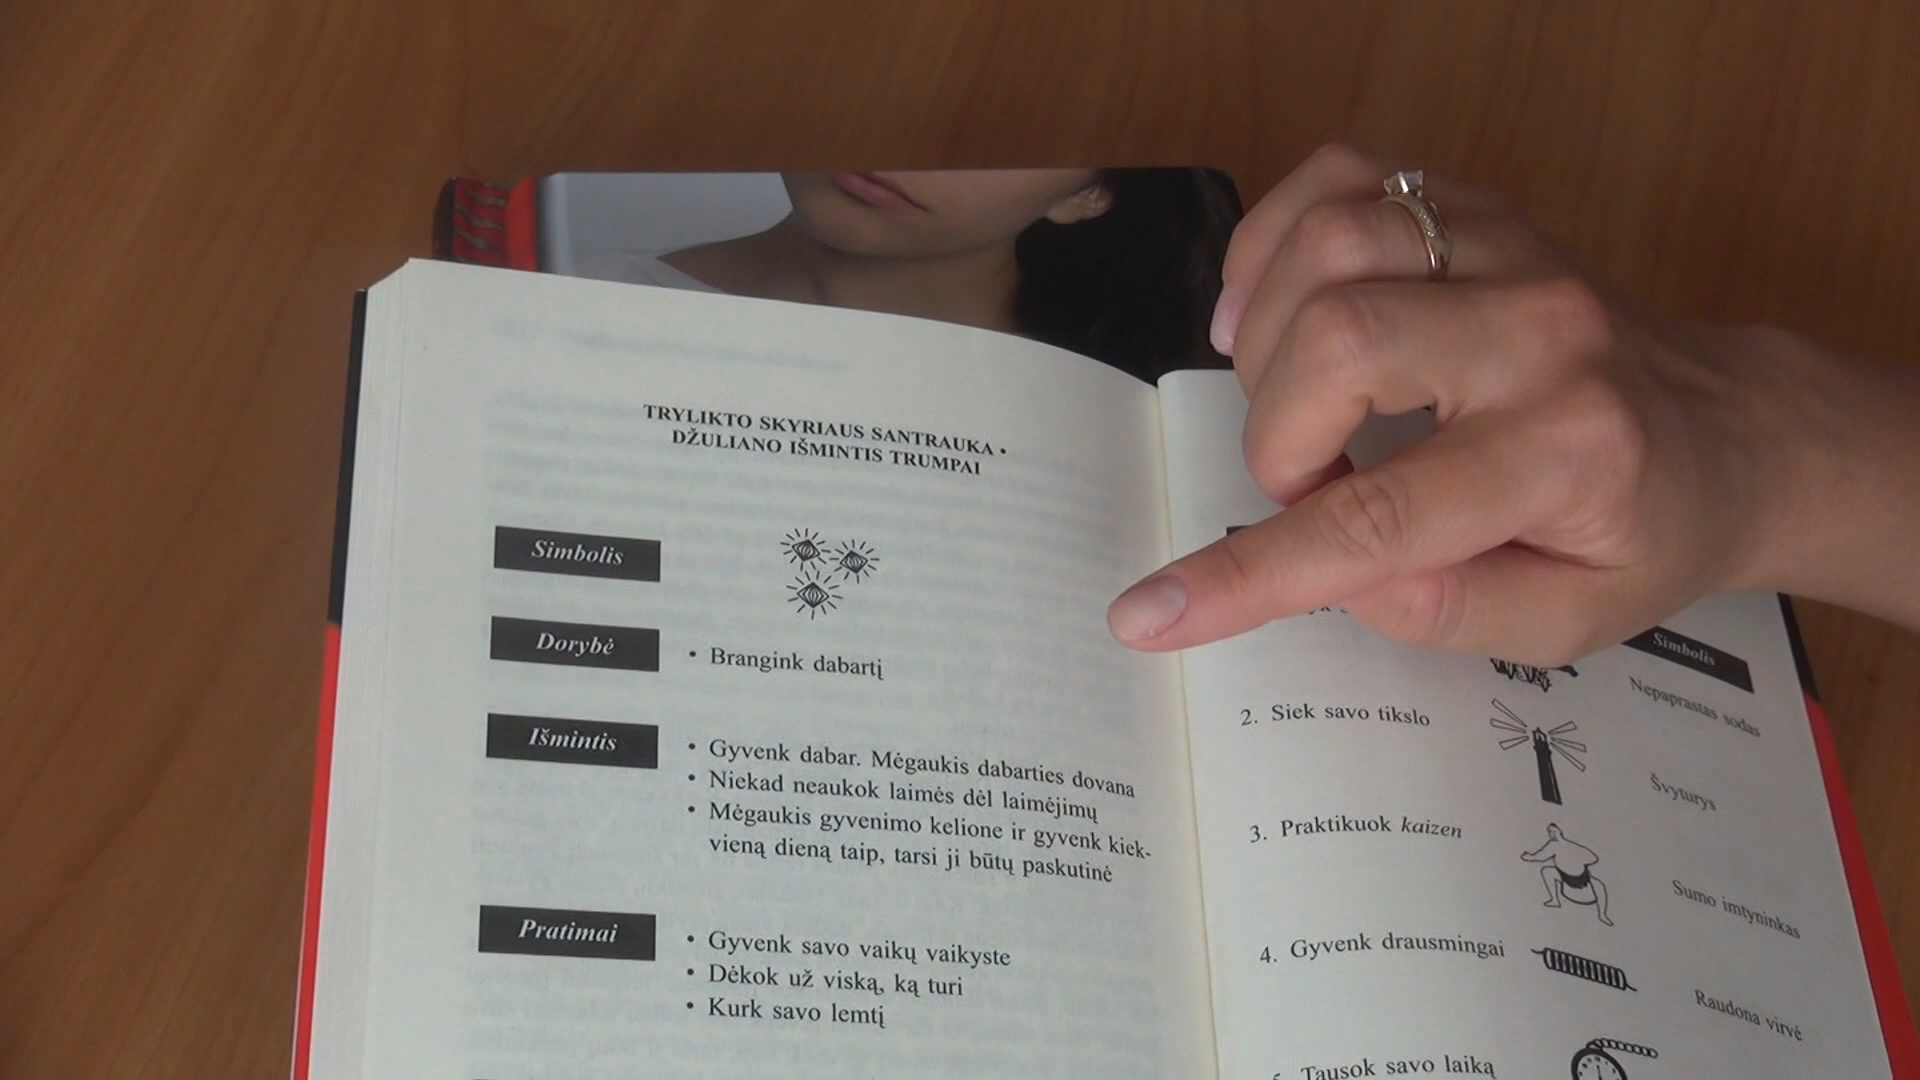 TRYLIKTO SKYRIAUS SANTRAUKA •
DŽULIANO IŠMINTIS TRUMPAI
Simbolis
Dorybė
• Brangink dabartį
Išmintis
• Gyvenk dabar. Mėgaukis dabarties dovana
• Niekad neaukok laimės dėl laimėjimų
• Mėgaukis gyvenimo kelione ir gyvenk kiek-
vieną dieną taip, tarsi ji būtų paskutinė
Pratimai
• Gyvenk savo vaikų vaikyste
• Dėkok už viską, ką turi
• Kurk savo lemtį
Simbolis
Nepaprastas sodas
2. Siek savo tikslo
Švyturys
3. Praktikuok kaizen
Sumo imtyninkas
4. Gyvenk drausmingai
Raudona virvė
5. Tausok savo laiką